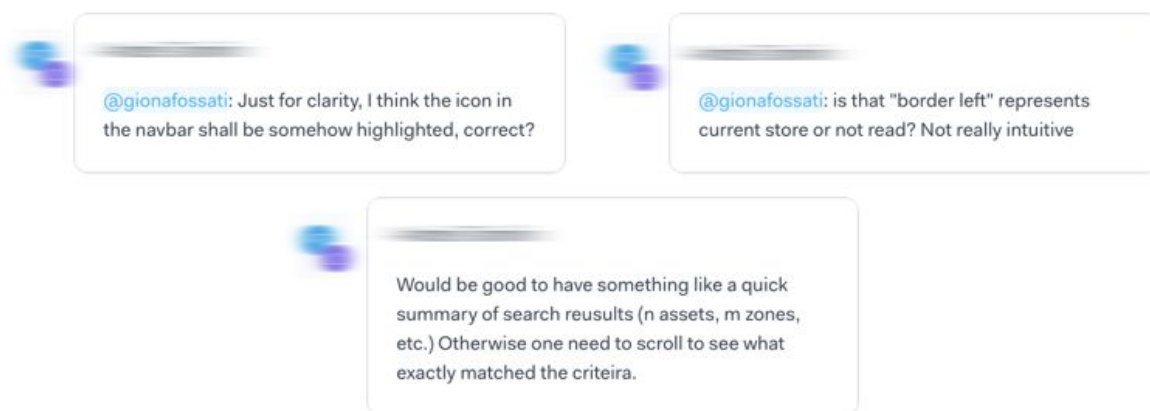 @gionafossati: Just for clarity, I think the icon in
the navbar shall be somehow highlighted, correct?
@gionafossati: is that "border left" represents
current store or not read? Not really intuitive
Would be good to have something like a quick
summary of search reusults (n assets, m zones,
etc.) Otherwise one need to scroll to see what
exactly matched the criteira.